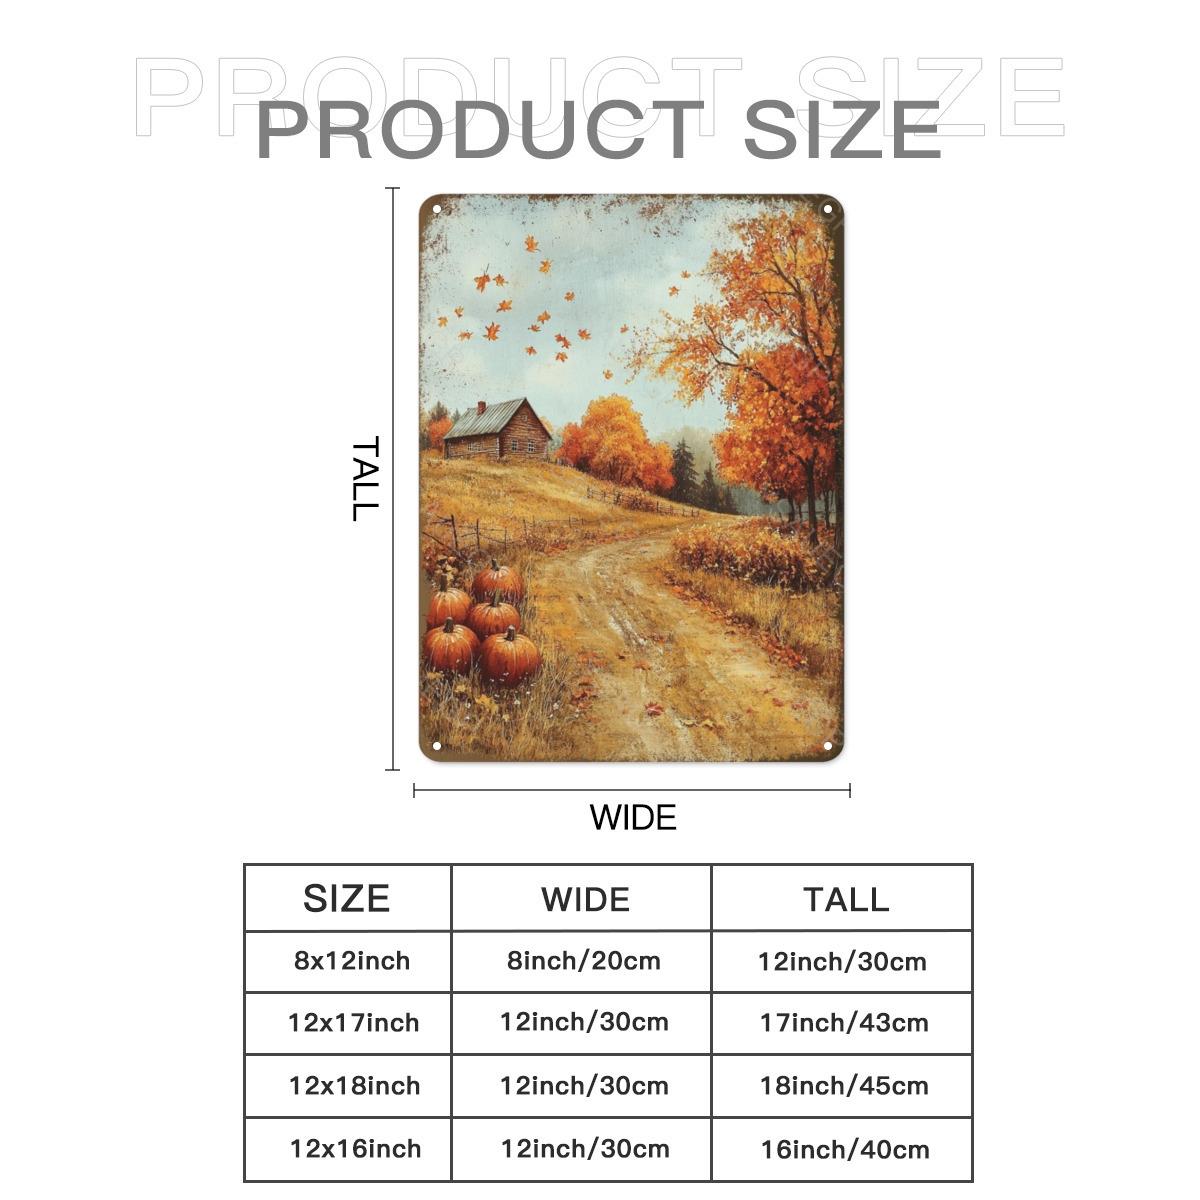 PRODUCT SIZE
PRODUCT SIZE
TALL
WIDE
SIZE WIDE TALL
8x12inch 8inch/20cm 12inch/30cm
12x17inch 12inch/30cm 17inch/43cm
12x18inch 12inch/30cm 18inch/45cm
12x16inch 12inch/30cm 16inch/40cm